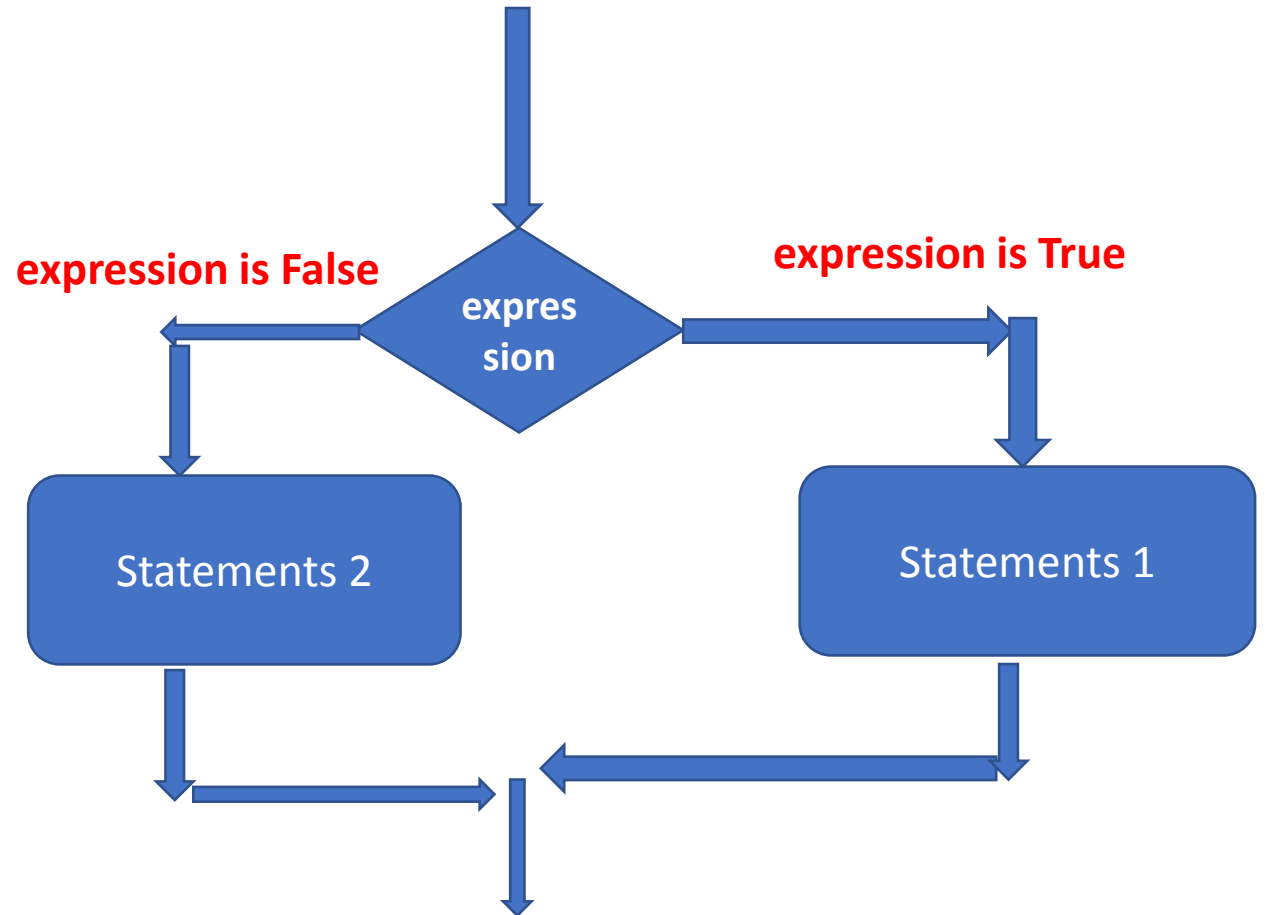 expression is False
expression is True
expres
sion
Statements 2
Statements 1